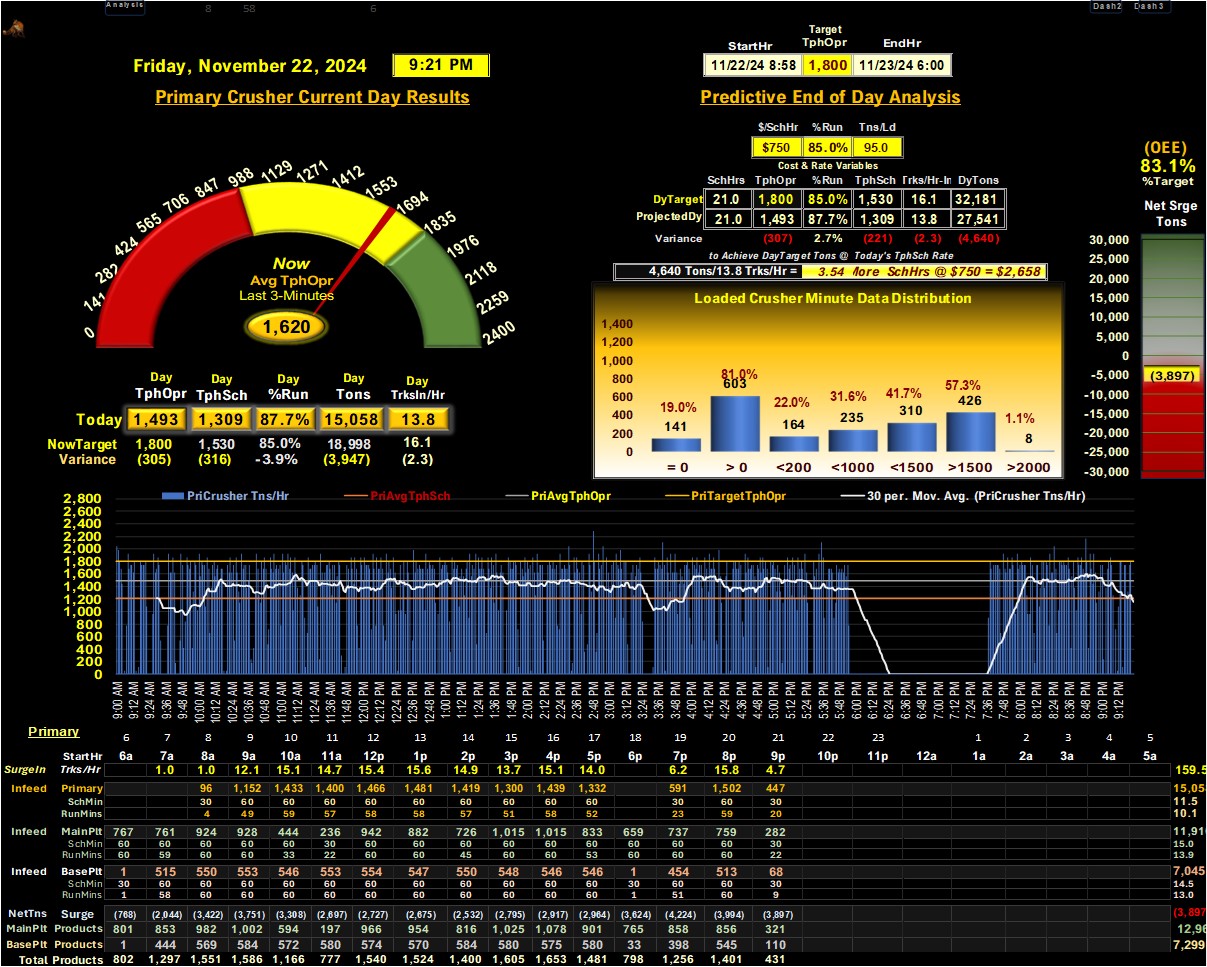 Analysis 8 58 6 Dash2 Dash3
Friday, November 22, 2024 9:21 PM
Primary Crusher Current Day Results
StartHr Target TphOpr EndHr
11/22/24 8:58 1,800 11/23/24 6:00
Predictive End of Day Analysis
$/SchHr %Run Tns/Ld
$750 85.0% 95.0
Cost & Rate Variables
SchHrs TphOpr %Run TphSch Trks/Hr-In DyTons
DyTarget 21.0 1,800 85.0% 1,530 16.1 32,181
ProjectedDy 21.0 1,493 87.7% 1,309 13.8 27,541
Variance (307) 2.7% (221) (2.3) (4,640)
to Achieve DayTarget Tons @ Today's TphSch Rate
4,640 Tons/13.8 Trks/Hr = 3.54 More SchHrs @ $750 = $2,658
(OEE)
83.1%
%Target
Net Srge
Tons
30,000
25,000
20,000
15,000
10,000
5,000
0
-5,000
-10,000
-15,000
-20,000
-25,000
-30,000
(3,897)
0 141 282 424 565 706 847 988 1129 1271 1412 1553 1694 1835 1976 2118 2259 2400
Now
Avg TphOpr
Last 3-Minutes
1,620
Day Day Day Day Day
TphOpr TphSch %Run Tons TrksIn/Hr
Today 1,493 1,309 87.7% 15,058 13.8
NowTarget 1,800 1,530 85.0% 18,998 16.1
Variance (305) (316) -3.9% (3,947) (2.3)
Loaded Crusher Minute Data Distribution
1,400
1,200
1,000
800
600
400
200
0
19.0% 81.0% 22.0% 31.6% 41.7% 57.3% 1.1%
141 603 164 235 310 426 8
= 0 > 0 <200 <1000 <1500 >1500 >2000
PriCrusher Tns/Hr PriAvgTphSch PriAvgTphOpr PriTargetTphOpr 30 per. Mov. Avg. (PriCrusher Tns/Hr)
2,800
2,600
2,400
2,200
2,000
1,800
1,600
1,400
1,200
1,000
800
600
400
200
0
9:00 AM 9:12 AM 9:24 AM 9:36 AM 9:48 AM 10:00 AM 10:12 AM 10:24 AM 10:36 AM 10:48 AM 11:00 AM 11:12 AM 11:24 AM 11:36 AM 11:48 AM 12:00 PM 12:12 PM 12:24 PM 12:36 PM 12:48 PM 1:00 PM 1:12 PM 1:24 PM 1:36 PM 1:48 PM 2:00 PM 2:12 PM 2:24 PM 2:36 PM 2:48 PM 3:00 PM 3:12 PM 3:24 PM 3:36 PM 3:48 PM 4:00 PM 4:12 PM 4:24 PM 4:36 PM 4:48 PM 5:00 PM 5:12 PM 5:24 PM 5:36 PM 5:48 PM 6:00 PM 6:12 PM 6:24 PM 6:36 PM 6:48 PM 7:00 PM 7:12 PM 7:24 PM 7:36 PM 7:48 PM 8:00 PM 8:12 PM 8:24 PM 8:36 PM 8:48 PM 9:00 PM 9:12 PM
Primary 6 7 8 9 10 11 12 13 14 15 16 17 18 19 20 21 22 23 1 2 3 4 5
StartHr 6a 7a 8a 9a 10a 11a 12p 1p 2p 3p 4p 5p 6p 7p 8p 9p 10p 11p 12a 1a 2a 3a 4a 5a
SurgeIn Trks/Hr 1.0 1.0 12.1 15.1 14.7 15.4 15.6 14.9 13.7 15.1 14.0 6.2 15.8 4.7 159.5
Infeed Primary 96 1,152 1,433 1,400 1,466 1,481 1,419 1,300 1,439 1,332 591 1,502 447 15,05
SchMin 30 60 60 60 60 60 60 60 60 60 30 60 30 11.5
RunMins 4 49 59 57 58 58 57 51 58 52 23 59 20 10.1
Infeed MainPlt 767 761 924 928 444 236 942 882 726 1,015 1,015 833 659 737 759 282 11,91
SchMin 60 60 60 60 60 30 60 60 60 60 60 60 60 60 60 30 15.0
RunMins 60 59 60 60 33 22 60 60 45 60 60 53 60 60 60 22 13.9
Infeed BasePlt 1 515 550 553 546 553 554 547 550 548 546 546 1 454 513 68 7,045
SchMin 30 60 60 60 60 60 60 60 60 60 60 60 30 60 60 30 14.5
RunMins 1 58 60 60 60 60 60 60 60 60 60 60 1 51 60 9 13.0
NetTns Surge (768) (2,044) (3,422) (3,751) (3,308) (2,697) (2,727) (2,675) (2,532) (2,795) (2,917) (2,964) (3,624) (4,224) (3,994) (3,897) (3,897
MainPlt Products 801 853 982 1,002 594 197 966 954 816 1,025 1,078 901 765 858 856 321 12,96
BasePlt Products 1 444 569 584 572 580 574 570 584 580 575 580 33 398 545 110 7,299
Total Products 802 1,297 1,551 1,586 1,166 777 1,540 1,524 1,400 1,605 1,653 1,481 798 1,256 1,401 431